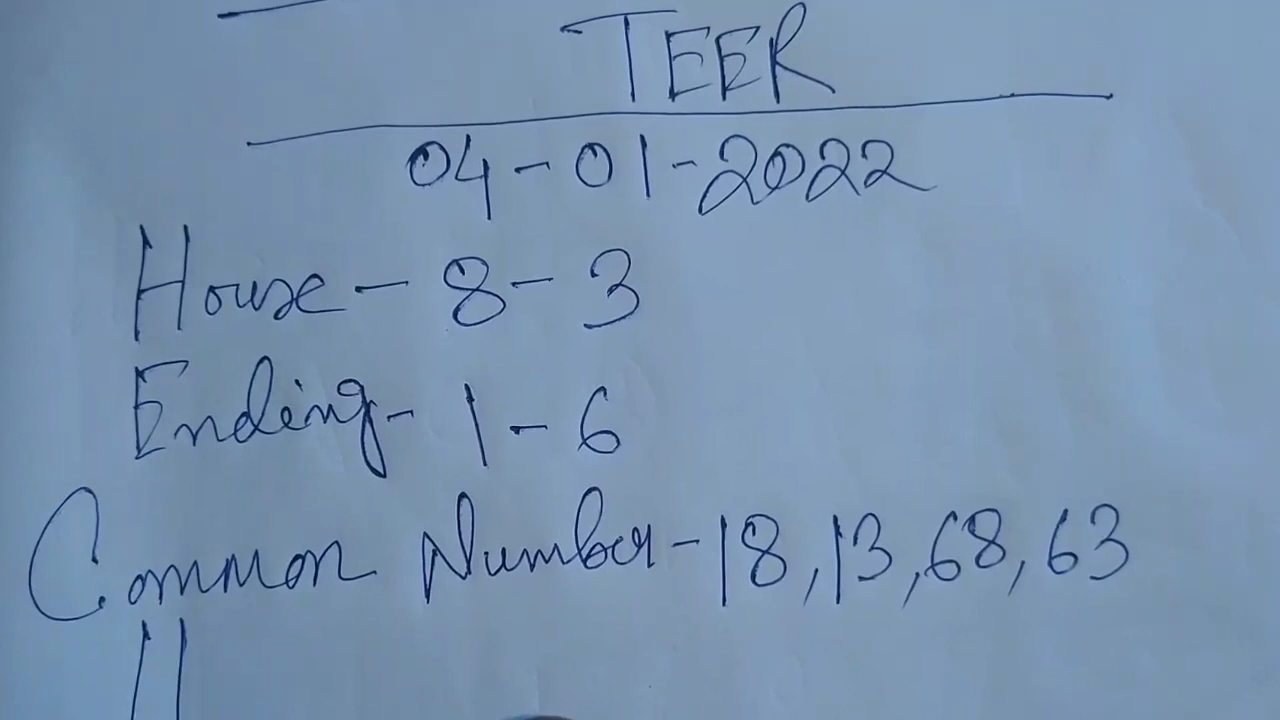 TEER
04-01-2022
House - 8 - 3
Ending - 1 - 6
Common Number - 18, 13, 68, 63